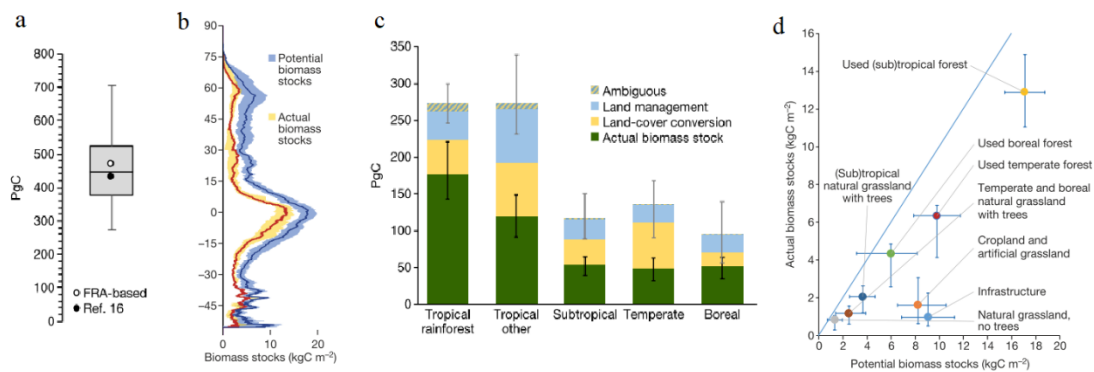 a
PgC
800
700
600
500
400
300
200
100
0
FRA-based
Ref. 16
b
90
75
60
45
30
15
0
−15
−30
−45
Potential
biomass
stocks
Actual
biomass
stocks
0
10
20
Biomass stocks (kgC m−2)
c
PgC
350
300
250
200
150
100
50
0
Ambiguous
Land management
Land-cover conversion
Actual biomass stock
Tropical
rainforest
Tropical
other
Subtropical
Temperate
Boreal
d
Actual biomass stocks (kgC m−2)
16
14
12
10
8
6
4
2
0
Used (sub)tropical forest
(Sub)tropical
natural grassland
with trees
Used boreal forest
Used temperate forest
Temperate and boreal
natural grassland
with trees
Cropland and
artificial grassland
Infrastructure
Natural grassland,
no trees
0 2 4 6 8 10 12 14 16 18 20
Potential biomass stocks (kgC m−2)